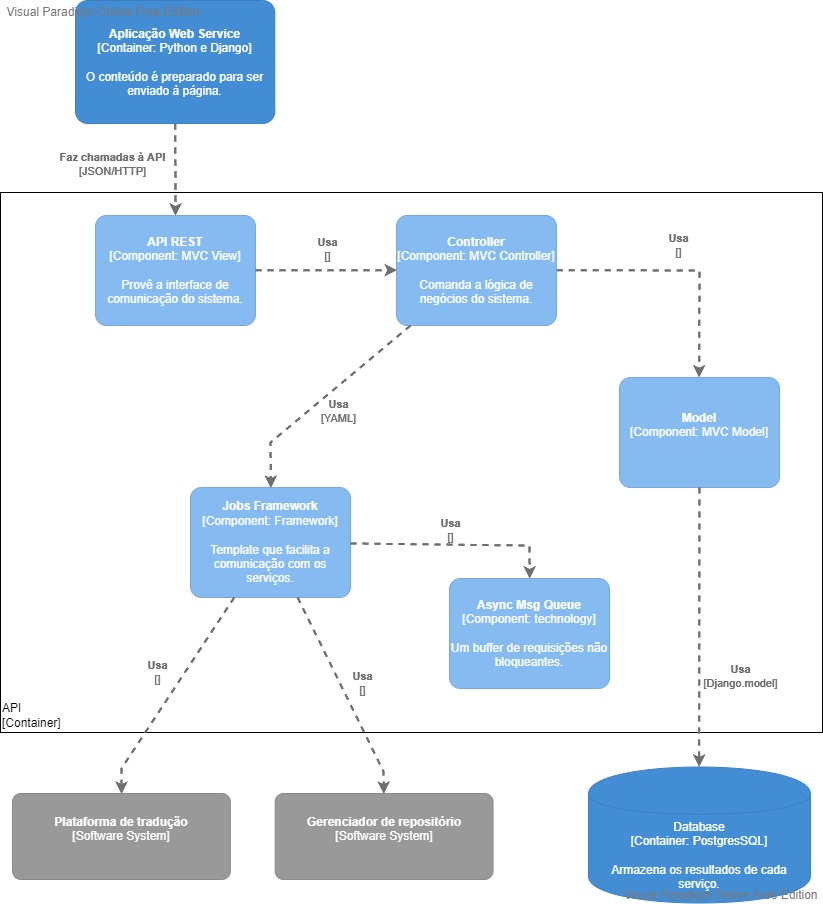 Visual Paradigm Online Free Edition
Aplicação Web Service
[Container: Python e Django]
O conteúdo é preparado para ser
enviado à página.
Faz chamadas à API
[JSON/HTTP]
API REST
[Component: MVC View]
Provê a interface de
comunicação do sistema.
Usa
[]
Controller
[Component: MVC Controller]
Comanda a lógica de
negócios do sistema.
Usa
[]
Model
[Component: MVC Model]
Usa
[YAML]
Jobs Framework
[Component: Framework]
Template que facilita a
comunicação com os
serviços.
Usa
[]
Async Msg Queue
[Component: technology]
Um buffer de requisições não
bloqueantes.
Usa
[]
Usa
[]
Usa
[Django.model]
API
[Container]
Plataforma de tradução
[Software System]
Gerenciador de repositório
[Software System]
Database
[Container: PostgresSQL]
Armazena os resultados de cada
serviço.
Visual Paradigm Online Free Edition